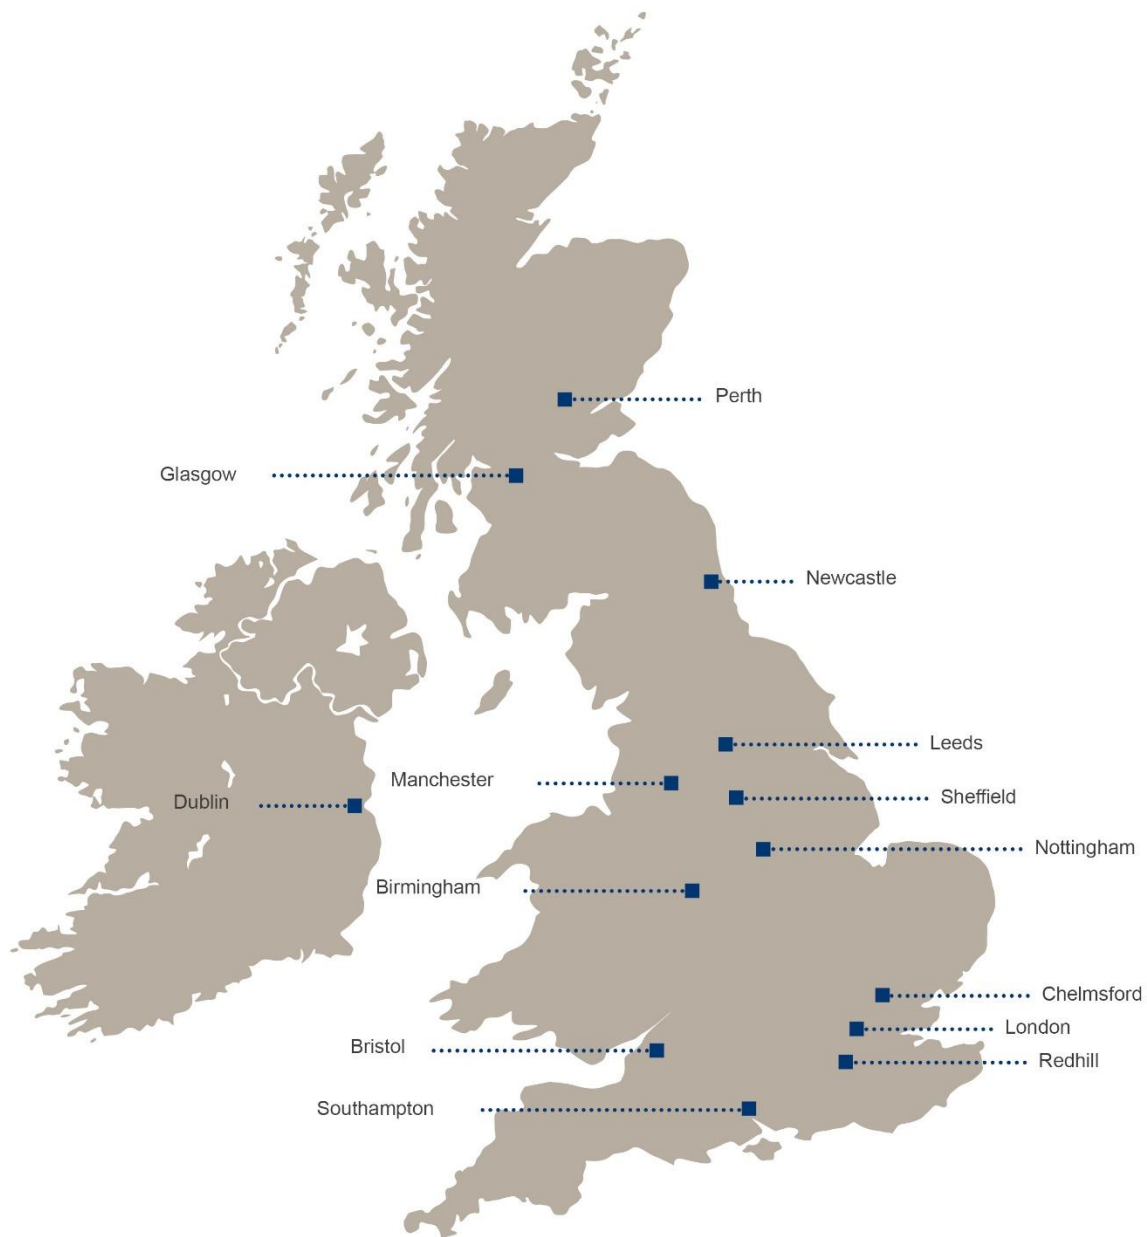 Perth
Glasgow
Newcastle
Leeds
Manchester
Sheffield
Dublin
Nottingham
Birmingham
Chelmsford
London
Bristol
Redhill
Southampton